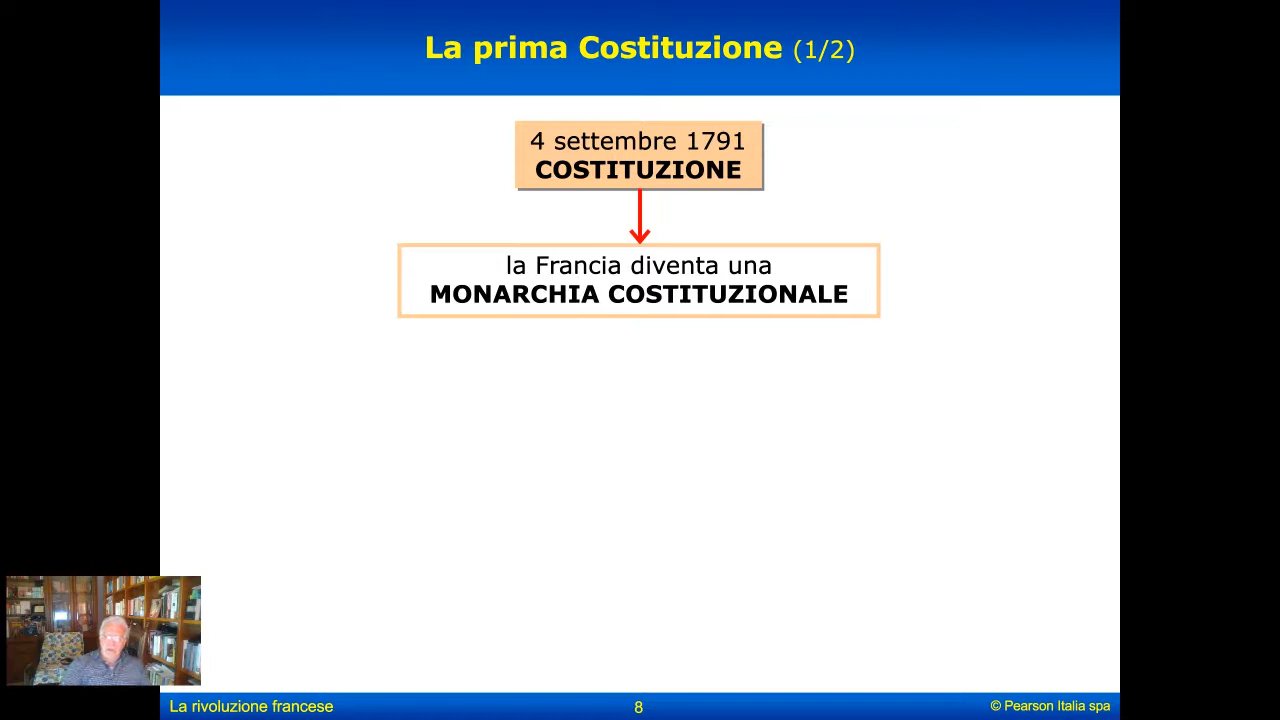 La prima Costituzione (1/2)
4 settembre 1791
COSTITUZIONE
la Francia diventa una
MONARCHIA COSTITUZIONALE
La rivoluzione francese
8
© Pearson Italia spa